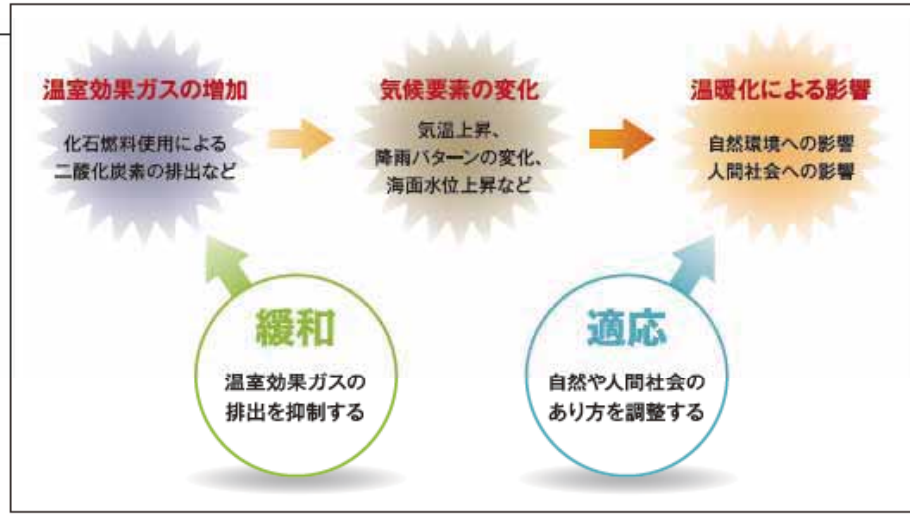 温室効果ガスの増加
化石燃料使用による
二酸化炭素の排出など
気候要素の変化
気温上昇、
降雨パターンの変化、
海面水位上昇など
温暖化による影響
自然環境への影響
人間社会への影響
緩和
温室効果ガスの
排出を抑制する
適応
自然や人間社会の
あり方を調整する